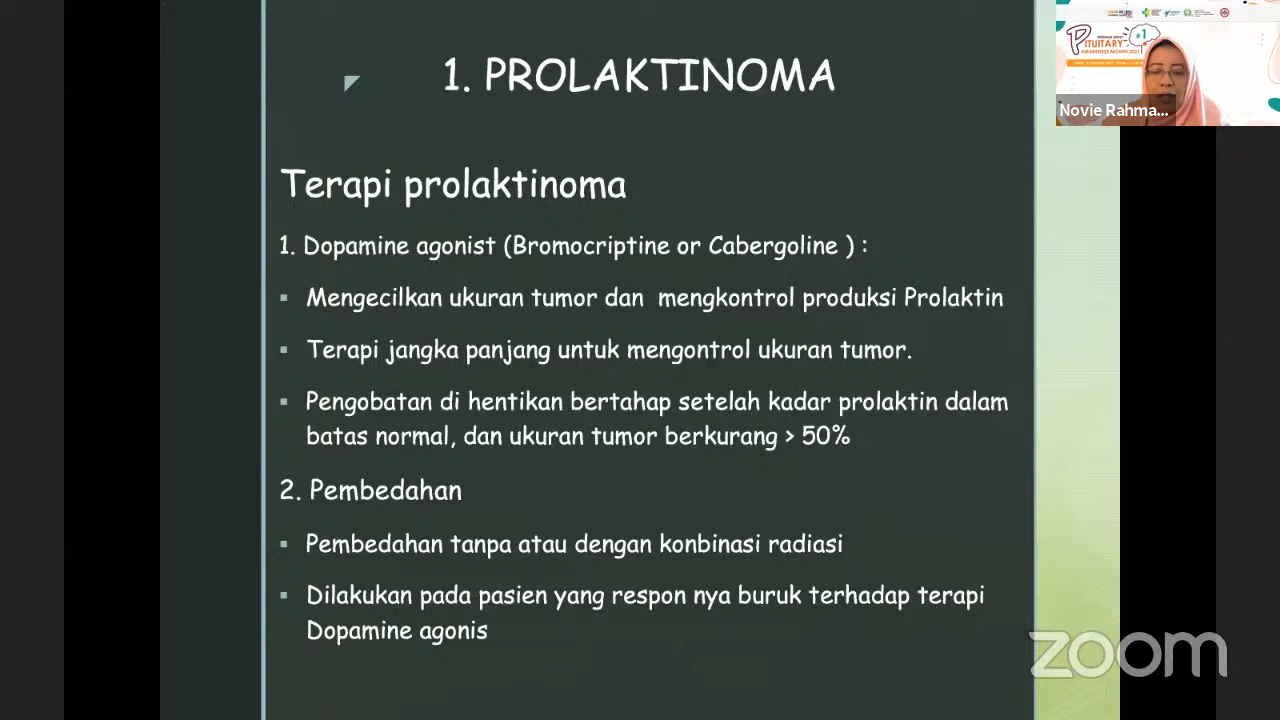 1. PROLAKTINOMA
Terapi prolaktinoma
1. Dopamine agonist (Bromocriptine or Cabergoline ) :
Mengecilkan ukuran tumor dan mengkontrol produksi Prolaktin
Terapi jangka panjang untuk mengontrol ukuran tumor.
Pengobatan di hentikan bertahap setelah kadar prolaktin dalam
batas normal, dan ukuran tumor berkurang > 50%
2. Pembedahan
Pembedahan tanpa atau dengan konbinasi radiasi
Dilakukan pada pasien yang respon nya buruk terhadap terapi
Dopamine agonis
PITUITARY
#1
Novie Rahma...
zoom